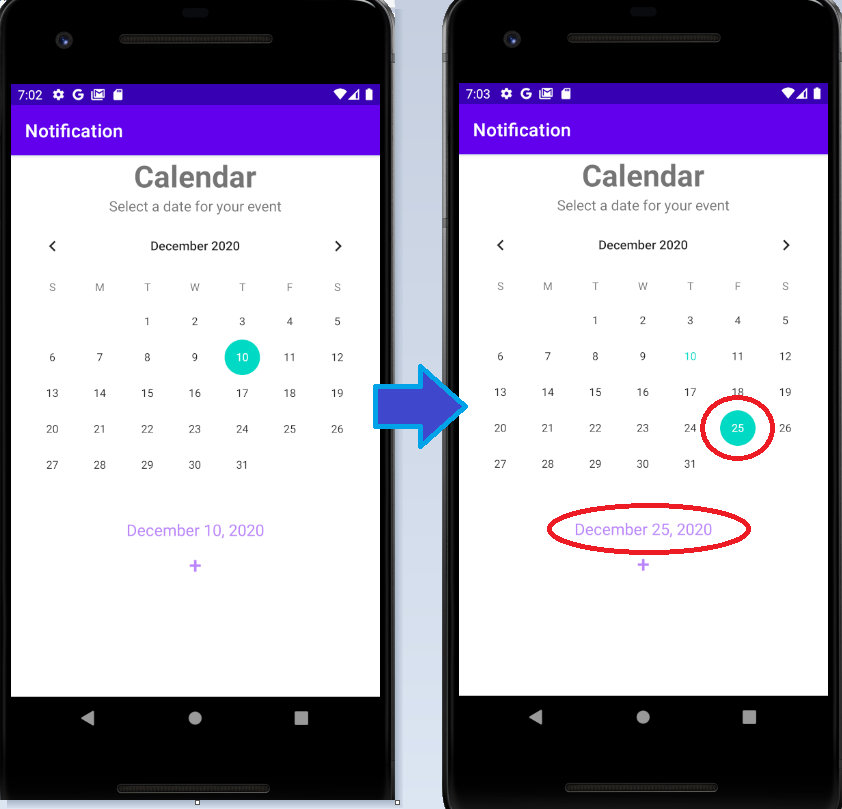 7:02
Notification
Calendar
Select a date for your event
December 2020
S M T W T F S
1 2 3 4 5
6 7 8 9 10 11 12
13 14 15 16 17 18 19
20 21 22 23 24 25 26
27 28 29 30 31
December 10, 2020
+
7:03
Notification
Calendar
Select a date for your event
December 2020
S M T W T F S
1 2 3 4 5
6 7 8 9 10 11 12
13 14 15 16 17 18 19
20 21 22 23 24 25 26
27 28 29 30 31
December 25, 2020
+